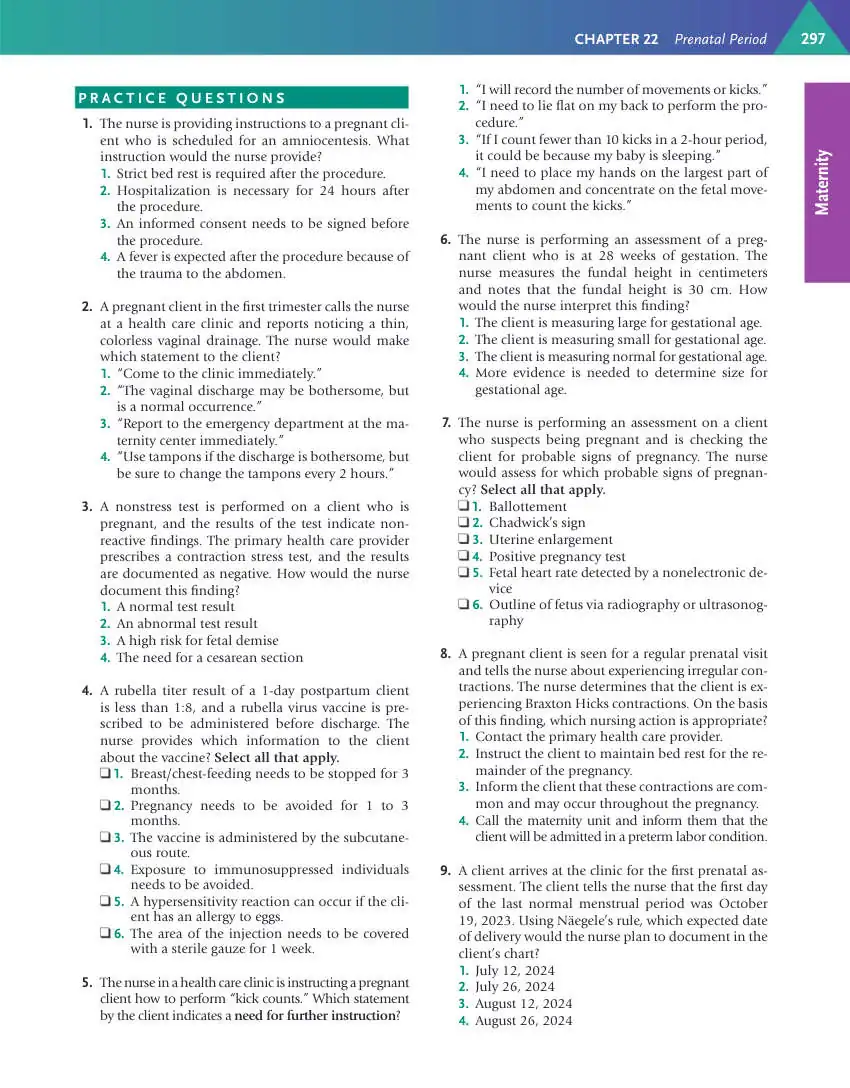 CHAPTER 22 Prenatal Period 297
PRACTICE QUESTIONS
1. The nurse is providing instructions to a pregnant cli-
ent who is scheduled for an amniocentesis. What
instruction would the nurse provide?
1. Strict bed rest is required after the procedure.
2. Hospitalization is necessary for 24 hours after
the procedure.
3. An informed consent needs to be signed before
the procedure.
4. A fever is expected after the procedure because of
the trauma to the abdomen.
2. A pregnant client in the first trimester calls the nurse
at a health care clinic and reports noticing a thin,
colorless vaginal drainage. The nurse would make
which statement to the client?
1. “Come to the clinic immediately.”
2. “The vaginal discharge may be bothersome, but
is a normal occurrence.”
3. “Report to the emergency department at the ma-
ternity center immediately.”
4. “Use tampons if the discharge is bothersome, but
be sure to change the tampons every 2 hours.”
3. A nonstress test is performed on a client who is
pregnant, and the results of the test indicate non-
reactive findings. The primary health care provider
prescribes a contraction stress test, and the results
are documented as negative. How would the nurse
document this finding?
1. A normal test result
2. An abnormal test result
3. A high risk for fetal demise
4. The need for a cesarean section
4. A rubella titer result of a 1-day postpartum client
is less than 1:8, and a rubella virus vaccine is pre-
scribed to be administered before discharge. The
nurse provides which information to the client
about the vaccine? Select all that apply.
❑ 1. Breast/chest-feeding needs to be stopped for 3
months.
❑ 2. Pregnancy needs to be avoided for 1 to 3
months.
❑ 3. The vaccine is administered by the subcutane-
ous route.
❑ 4. Exposure to immunosuppressed individuals
needs to be avoided.
❑ 5. A hypersensitivity reaction can occur if the cli-
ent has an allergy to eggs.
❑ 6. The area of the injection needs to be covered
with a sterile gauze for 1 week.
5. The nurse in a health care clinic is instructing a pregnant
client how to perform “kick counts.” Which statement
by the client indicates a need for further instruction?
1. “I will record the number of movements or kicks.”
2. “I need to lie flat on my back to perform the pro-
cedure.”
3. “If I count fewer than 10 kicks in a 2-hour period,
it could be because my baby is sleeping.”
4. “I need to place my hands on the largest part of
my abdomen and concentrate on the fetal move-
ments to count the kicks.”
6. The nurse is performing an assessment of a preg-
nant client who is at 28 weeks of gestation. The
nurse measures the fundal height in centimeters
and notes that the fundal height is 30 cm. How
would the nurse interpret this finding?
1. The client is measuring large for gestational age.
2. The client is measuring small for gestational age.
3. The client is measuring normal for gestational age.
4. More evidence is needed to determine size for
gestational age.
7. The nurse is performing an assessment on a client
who suspects being pregnant and is checking the
client for probable signs of pregnancy. The nurse
would assess for which probable signs of pregnan-
cy? Select all that apply.
❑ 1. Ballottement
❑ 2. Chadwick’s sign
❑ 3. Uterine enlargement
❑ 4. Positive pregnancy test
❑ 5. Fetal heart rate detected by a nonelectronic de-
vice
❑ 6. Outline of fetus via radiography or ultrasonog-
raphy
8. A pregnant client is seen for a regular prenatal visit
and tells the nurse about experiencing irregular con-
tractions. The nurse determines that the client is ex-
periencing Braxton Hicks contractions. On the basis
of this finding, which nursing action is appropriate?
1. Contact the primary health care provider.
2. Instruct the client to maintain bed rest for the re-
mainder of the pregnancy.
3. Inform the client that these contractions are com-
mon and may occur throughout the pregnancy.
4. Call the maternity unit and inform them that the
client will be admitted in a preterm labor condition.
9. A client arrives at the clinic for the first prenatal as-
sessment. The client tells the nurse that the first day
of the last normal menstrual period was October
19, 2023. Using Näegele’s rule, which expected date
of delivery would the nurse plan to document in the
client’s chart?
1. July 12, 2024
2. July 26, 2024
3. August 12, 2024
4. August 26, 2024
Maternity